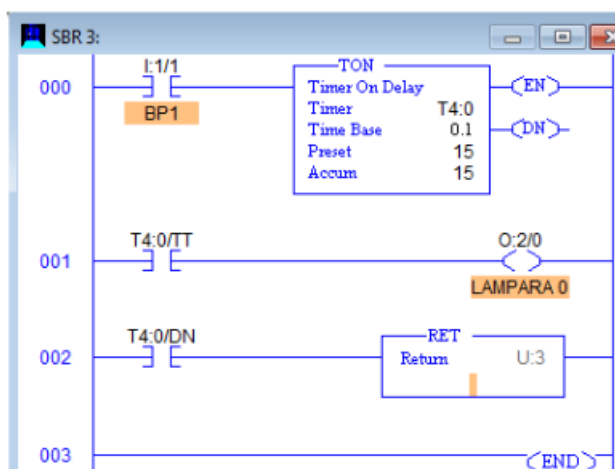 SBR 3:
I:1/1
000
BP1
TON
Timer On Delay
Timer T4:0
Time Base 0.1
Preset 15
Accum 15
EN
DN
T4:0/TT
O:2/0
001
LAMPARA 0
T4:0/DN
RET
002
Return U:3
003
END